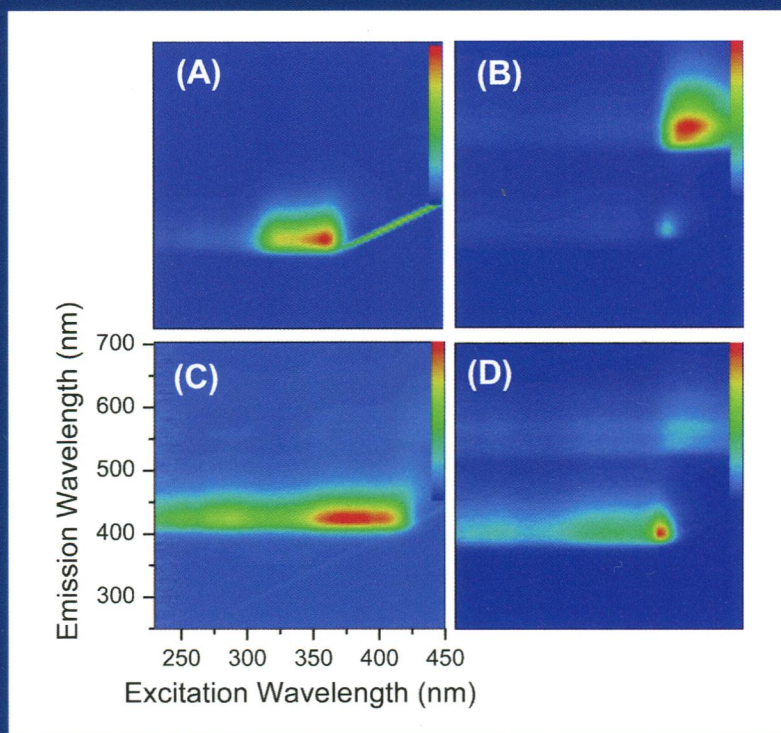 (A)
(B)
(C)
(D)
700
600
500
400
300
250 300 350 400 450
Emission Wavelength (nm)
Excitation Wavelength (nm)